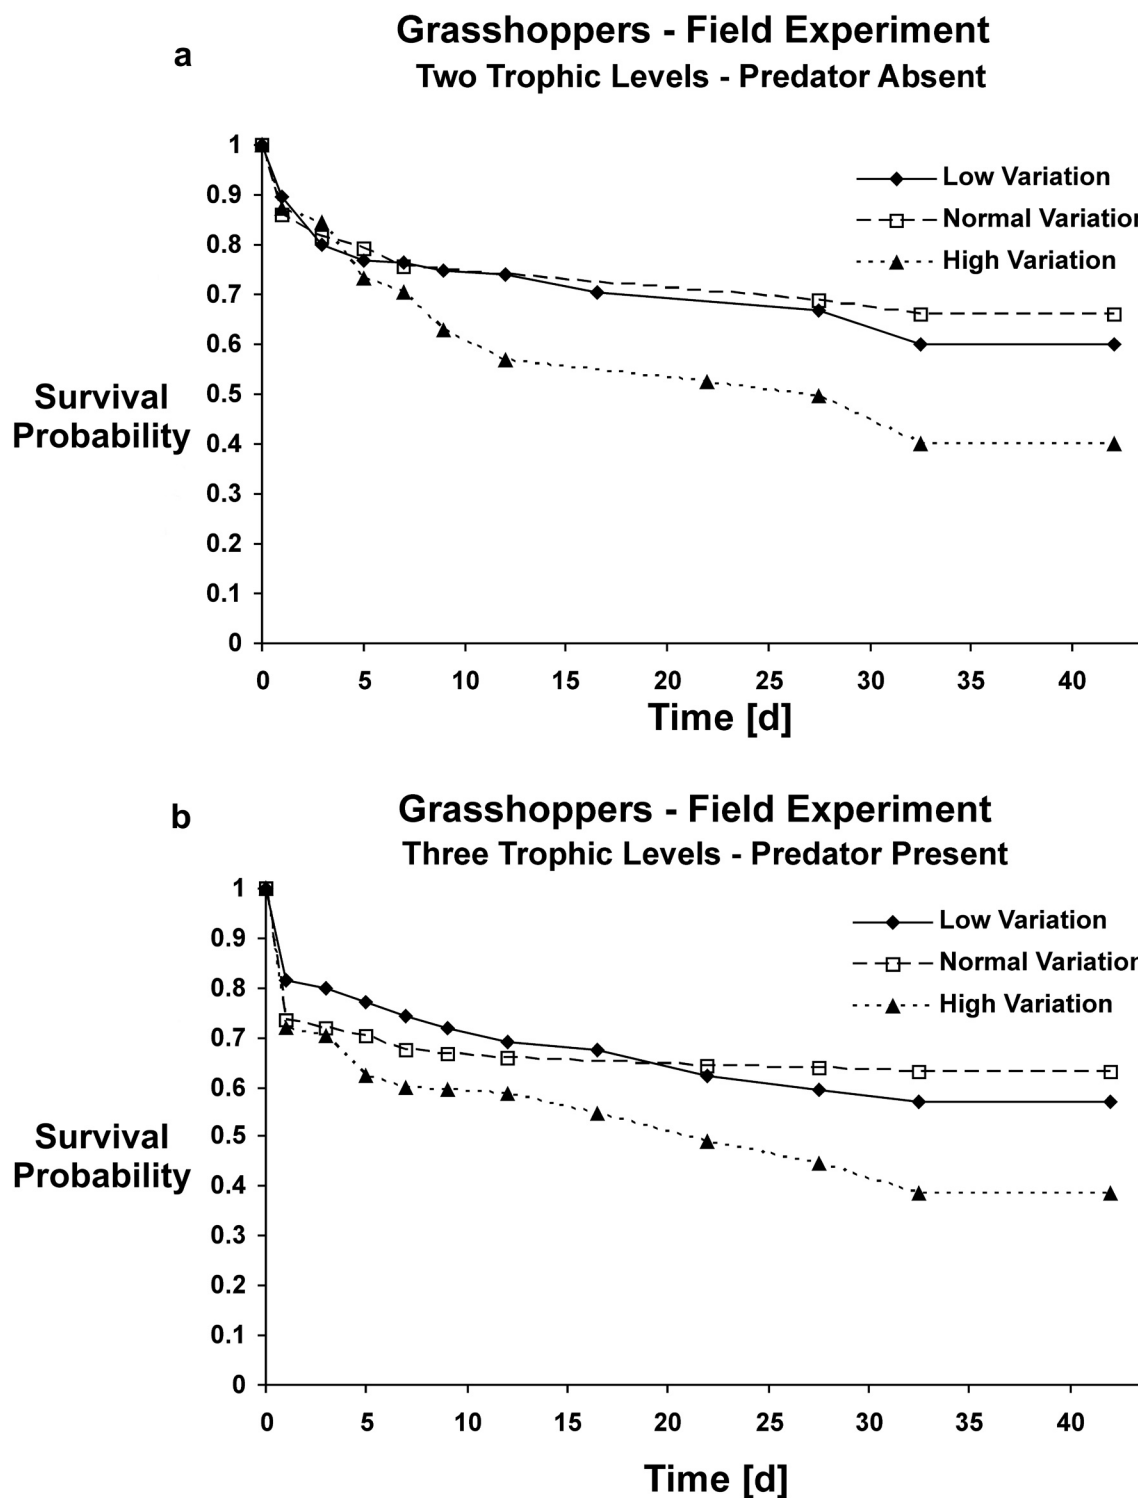 a
Grasshoppers - Field Experiment
Two Trophic Levels - Predator Absent
1
0.9
0.8
0.7
0.6
0.5
0.4
0.3
0.2
0.1
0
Low Variation
Normal Variation
High Variation
Survival
Probability
0 5 10 15 20 25 30 35 40
Time [d]
b
Grasshoppers - Field Experiment
Three Trophic Levels - Predator Present
1
0.9
0.8
0.7
0.6
0.5
0.4
0.3
0.2
0.1
0
Low Variation
Normal Variation
High Variation
Survival
Probability
0 5 10 15 20 25 30 35 40
Time [d]